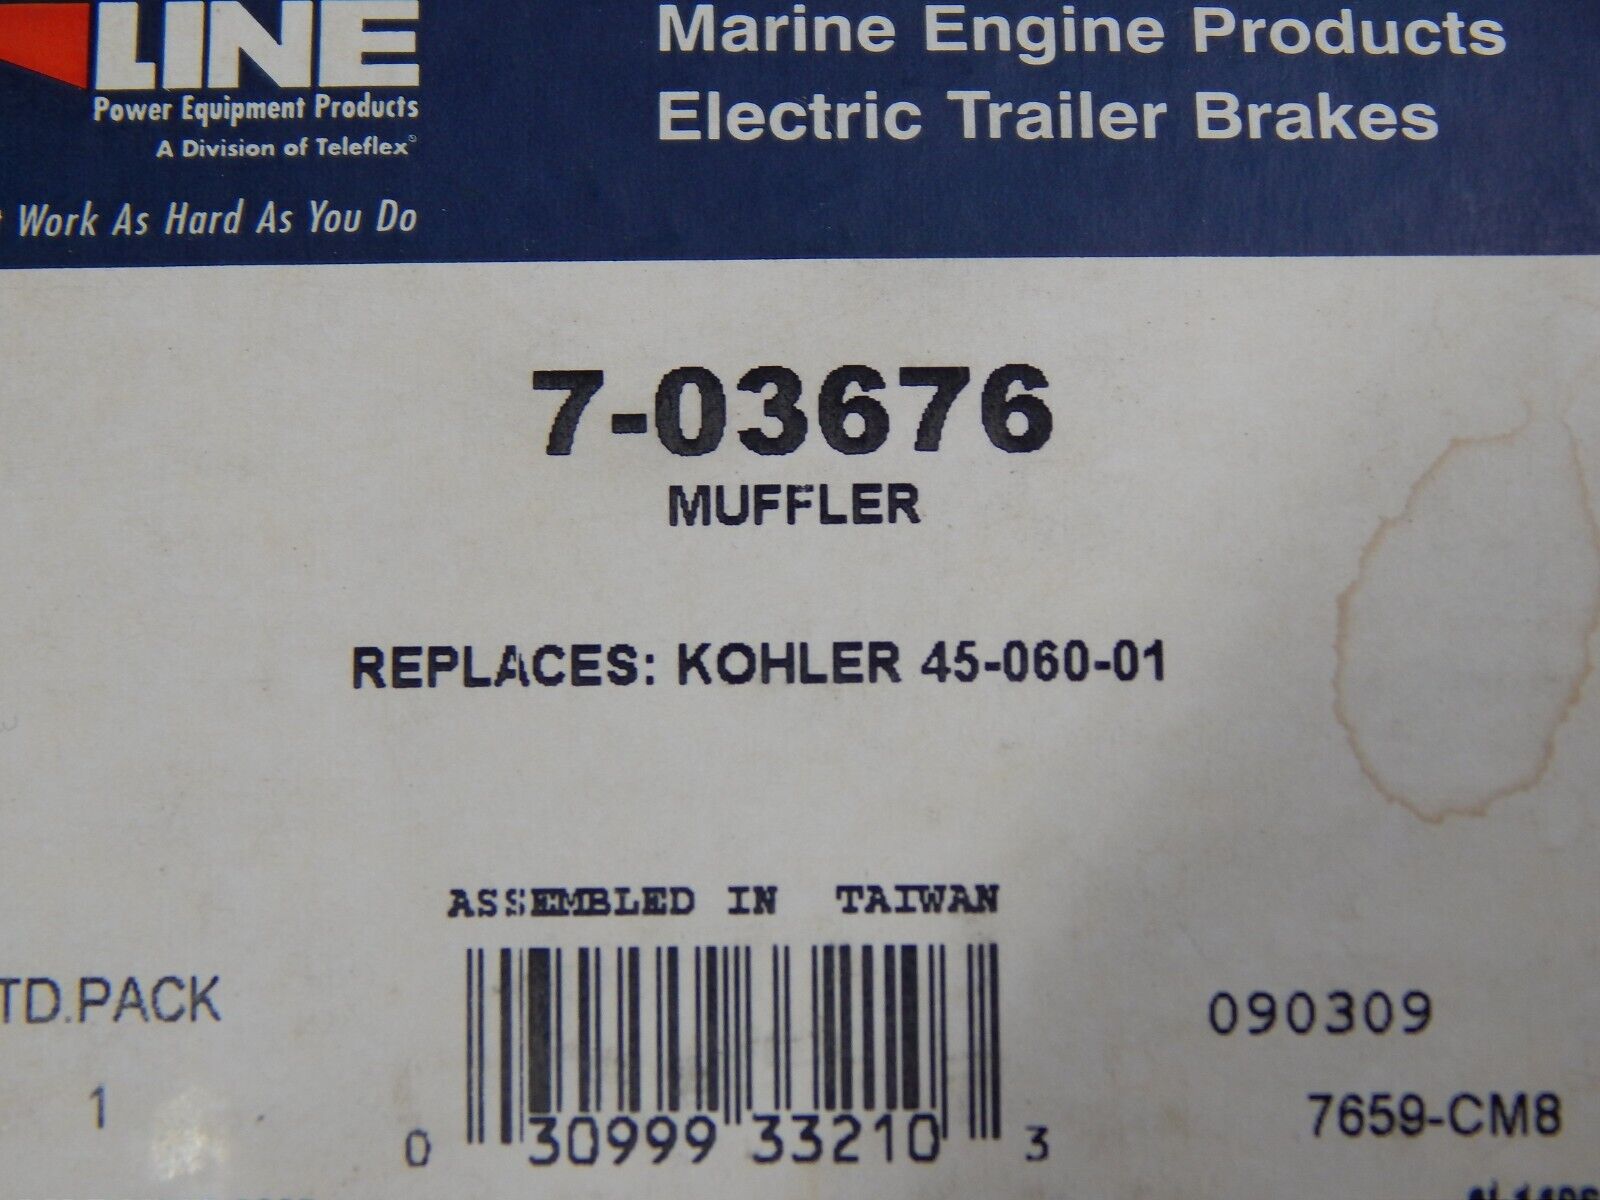 LINE
Power Equipment Products
A Division of Teleflex®
Work As Hard As You Do
Marine Engine Products
Electric Trailer Brakes
7-03676
MUFFLER
REPLACES: KOHLER 45-060-01
ASSEMBLED IN TAIWAN
TD.PACK
1
0 30999 33210 3
090309
7659-CM8